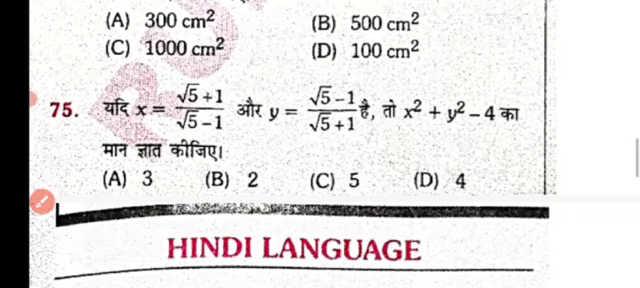 (A) 300 cm² (B) 500 cm²
(C) 1000 cm² (D) 100 cm²
75. यदि x = (√5+1)/(√5−1) और y = (√5−1)/(√5+1) है, तो x² + y² − 4 का
मान ज्ञात कीजिए।
(A) 3 (B) 2 (C) 5 (D) 4
HINDI LANGUAGE